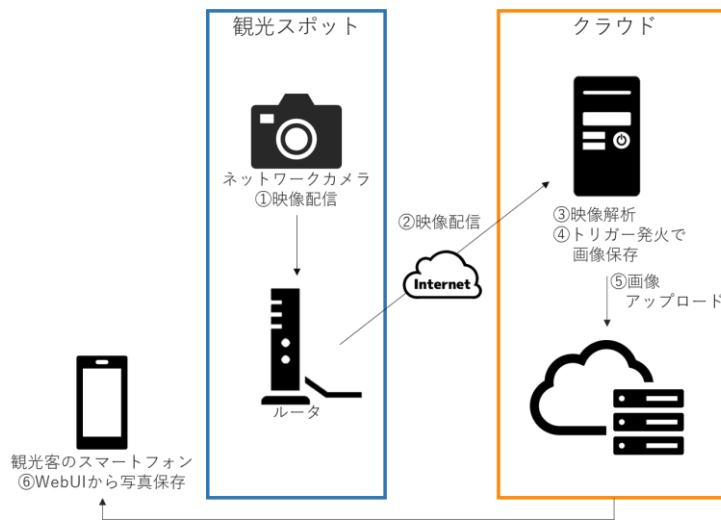 観光スポット
クラウド
ネットワークカメラ
①映像配信
②映像配信
Internet
③映像解析
④トリガー発火で
画像保存
⑤画像
アップロード
ルータ
観光客のスマートフォン
⑥WebUIから写真保存